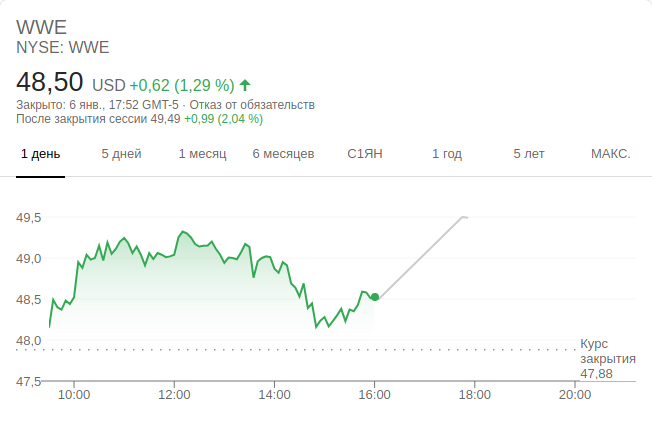 WWE
NYSE: WWE
48,50 USD +0,62 (1,29 %)
Закрыто: 6 янв., 17:52 GMT-5 · Отказ от обязательств
После закрытия сессии 49,49 +0,99 (2,04 %)
1 день 5 дней 1 месяц 6 месяцев С1ЯН 1 год 5 лет МАКС.
49,5
49,0
48,5
48,0
Курс
закрытия
47,88
47,5
10:00 12:00 14:00 16:00 18:00 20:00